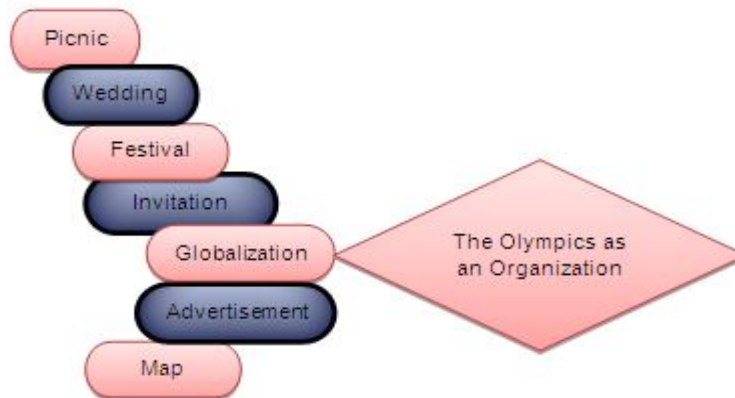 Picnic
Wedding
Festival
Invitation
Globalization
Advertisement
Map
The Olympics as
an Organization